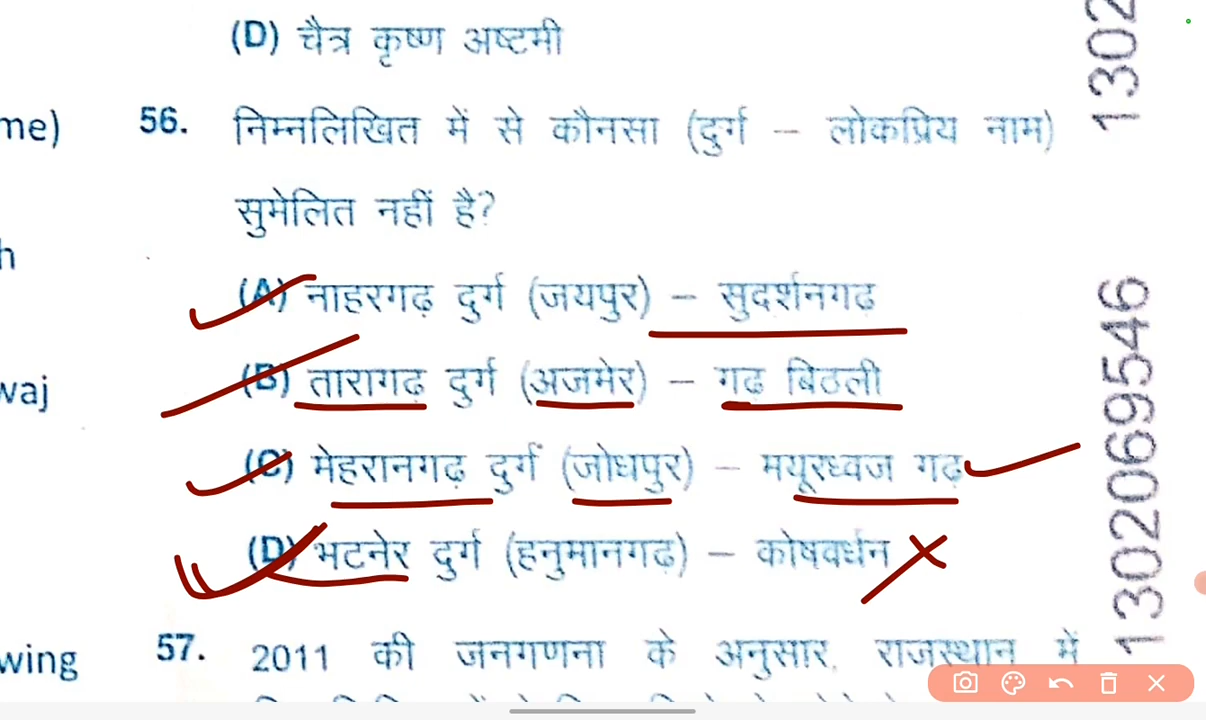 (D) चैत्र कृष्ण अष्टमी
me)
56. निम्नलिखित में से कौनसा (दुर्ग – लोकप्रिय नाम)
सुमेलित नहीं है?
h
(A) नाहरगढ़ दुर्ग (जयपुर) – सुदर्शनगढ़
waj
(B) तारागढ़ दुर्ग (अजमेर) – गढ़ बिठली
(C) मेहरानगढ़ दुर्ग (जोधपुर) – मयूरध्वज गढ़
(D) भटनेर दुर्ग (हनुमानगढ़) – कोषवर्धन
wing
57. 2011 की जनगणना के अनुसार, राजस्थान में
1302
1302069546